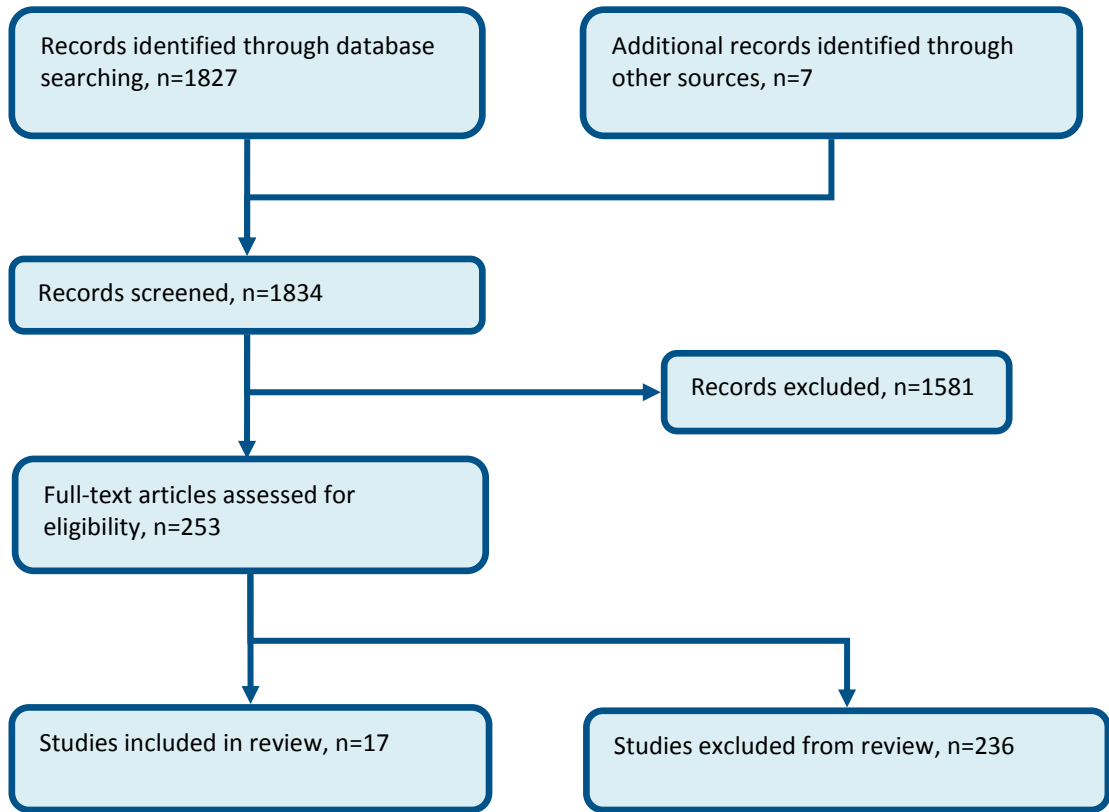 Records identified through database
searching, n=1827
Additional records identified through
other sources, n=7
Records screened, n=1834
Records excluded, n=1581
Full-text articles assessed for
eligibility, n=253
Studies included in review, n=17
Studies excluded from review, n=236